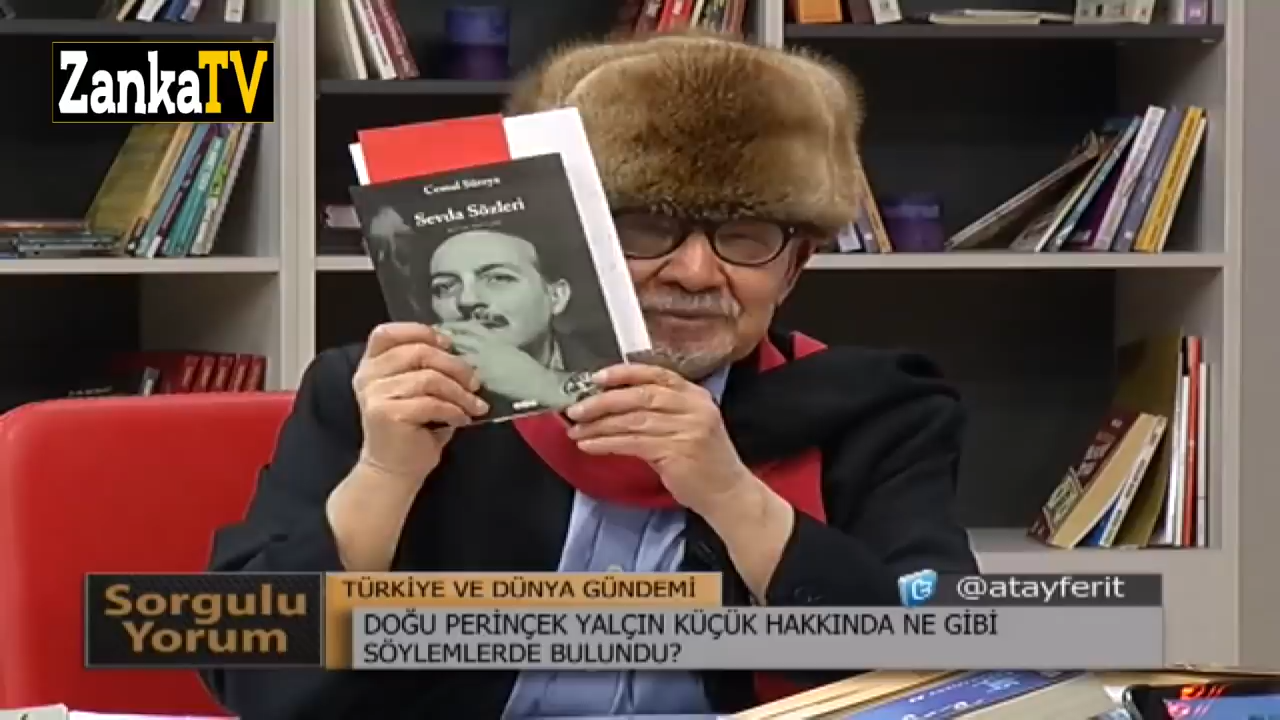 ZankaTV
Cemal Süreya
Sevda Sözleri
Sorgulu
Yorum
TÜRKİYE VE DÜNYA GÜNDEMİ
@atayferit
DOĞU PERİNÇEK YALÇIN KÜÇÜK HAKKINDA NE GİBİ
SÖYLEMLERDE BULUNDU?